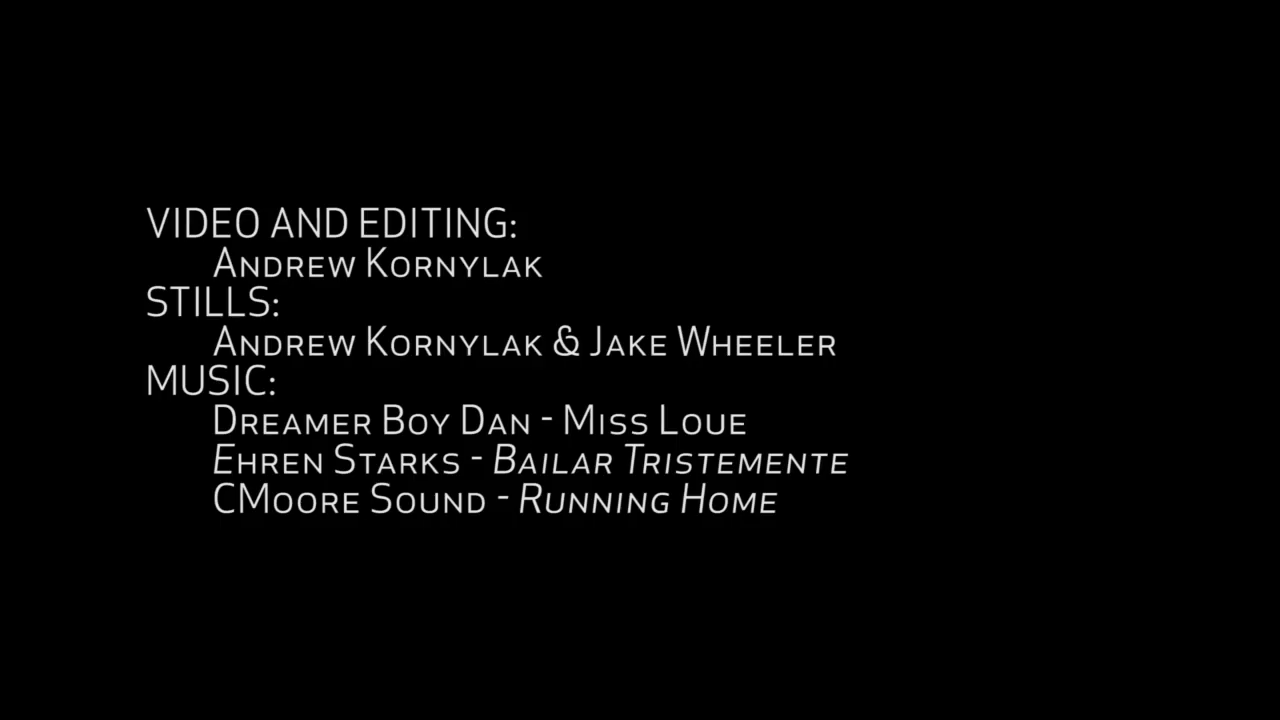 VIDEO AND EDITING:
ANDREW KORNYLAK
STILLS:
ANDREW KORNYLAK & JAKE WHEELER
MUSIC:
DREAMER BOY DAN - MISS LOUE
EHREN STARKS - BAILAR TRISTEMENTE
CMOORE SOUND - RUNNING HOME